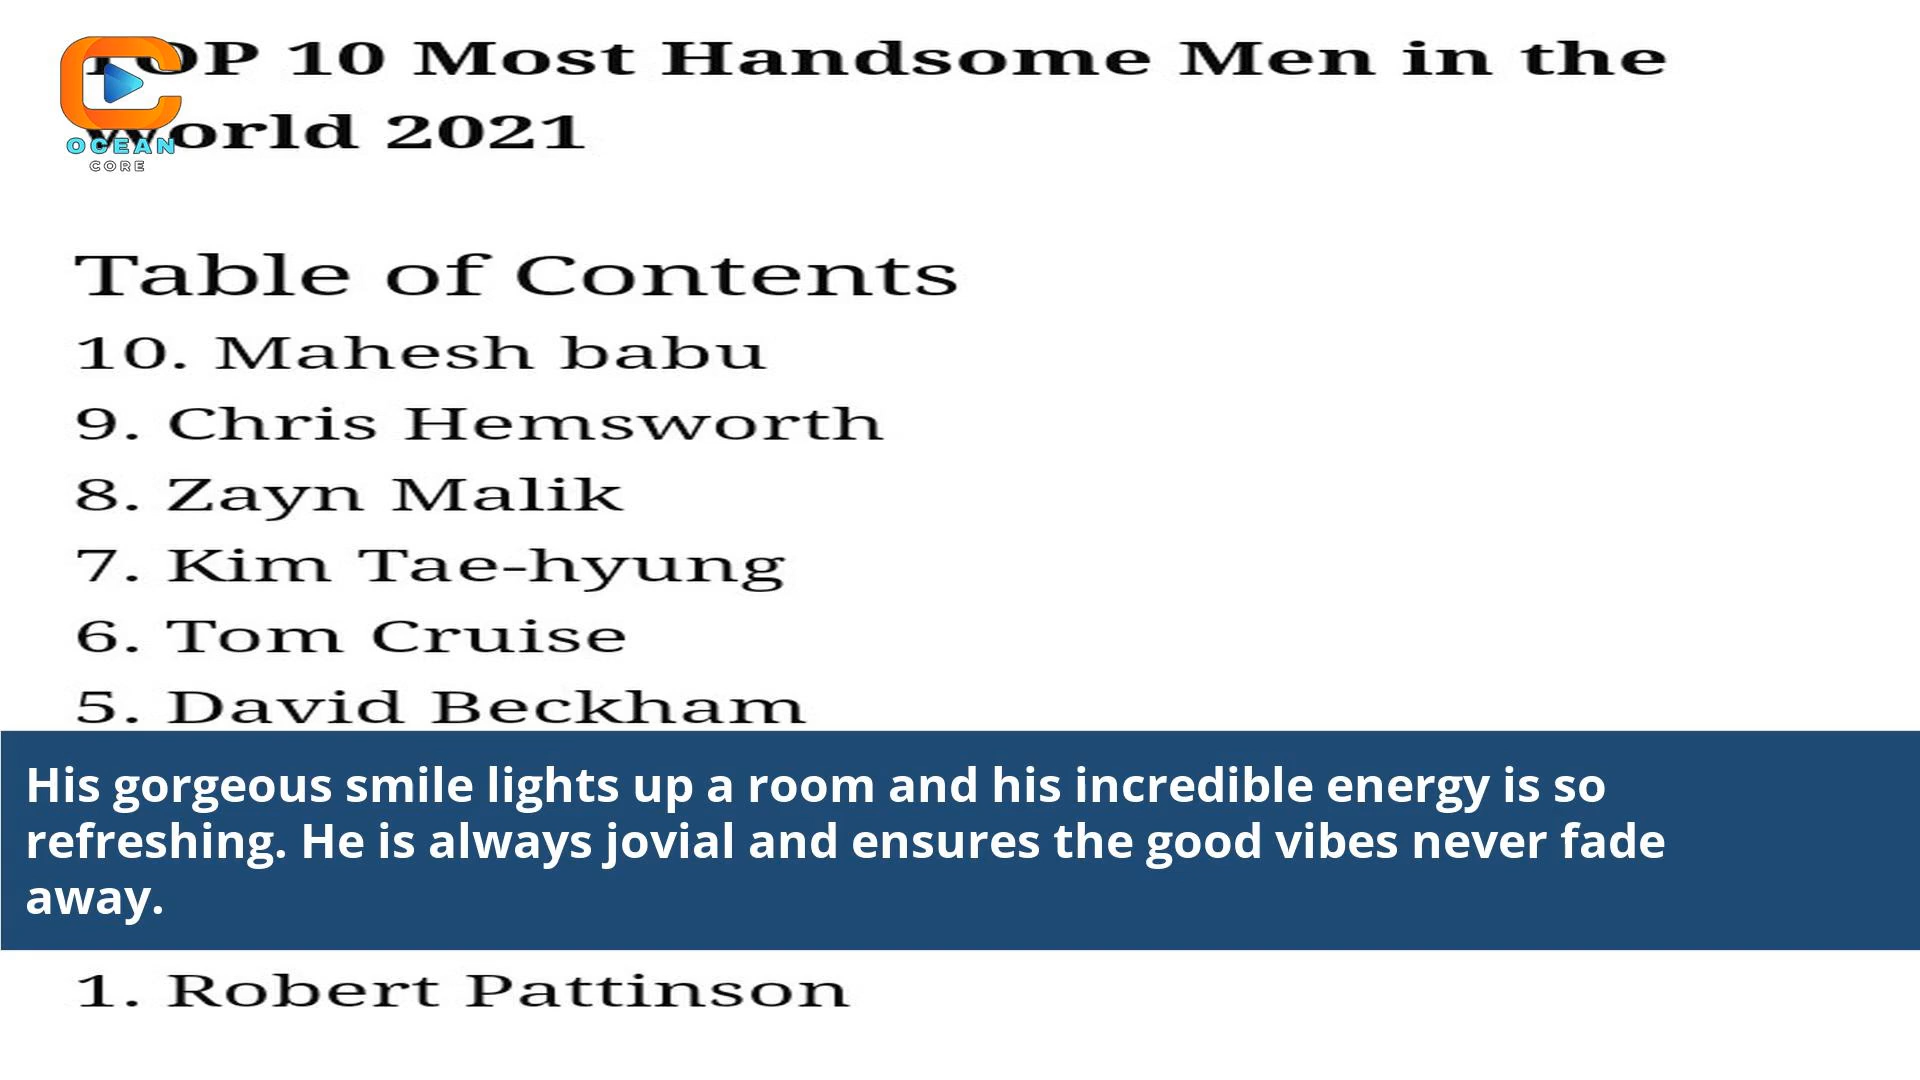 TOP 10 Most Handsome Men in the
World 2021
OCEAN
CORE
Table of Contents
10. Mahesh babu
9. Chris Hemsworth
8. Zayn Malik
7. Kim Tae-hyung
6. Tom Cruise
5. David Beckham
His gorgeous smile lights up a room and his incredible energy is so
refreshing. He is always jovial and ensures the good vibes never fade
away.
1. Robert Pattinson